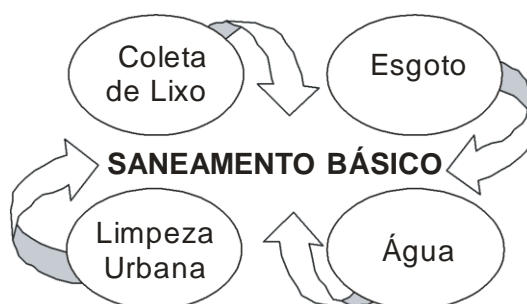 Coleta
de Lixo
Esgoto
SANEAMENTO BÁSICO
Limpeza
Urbana
Água